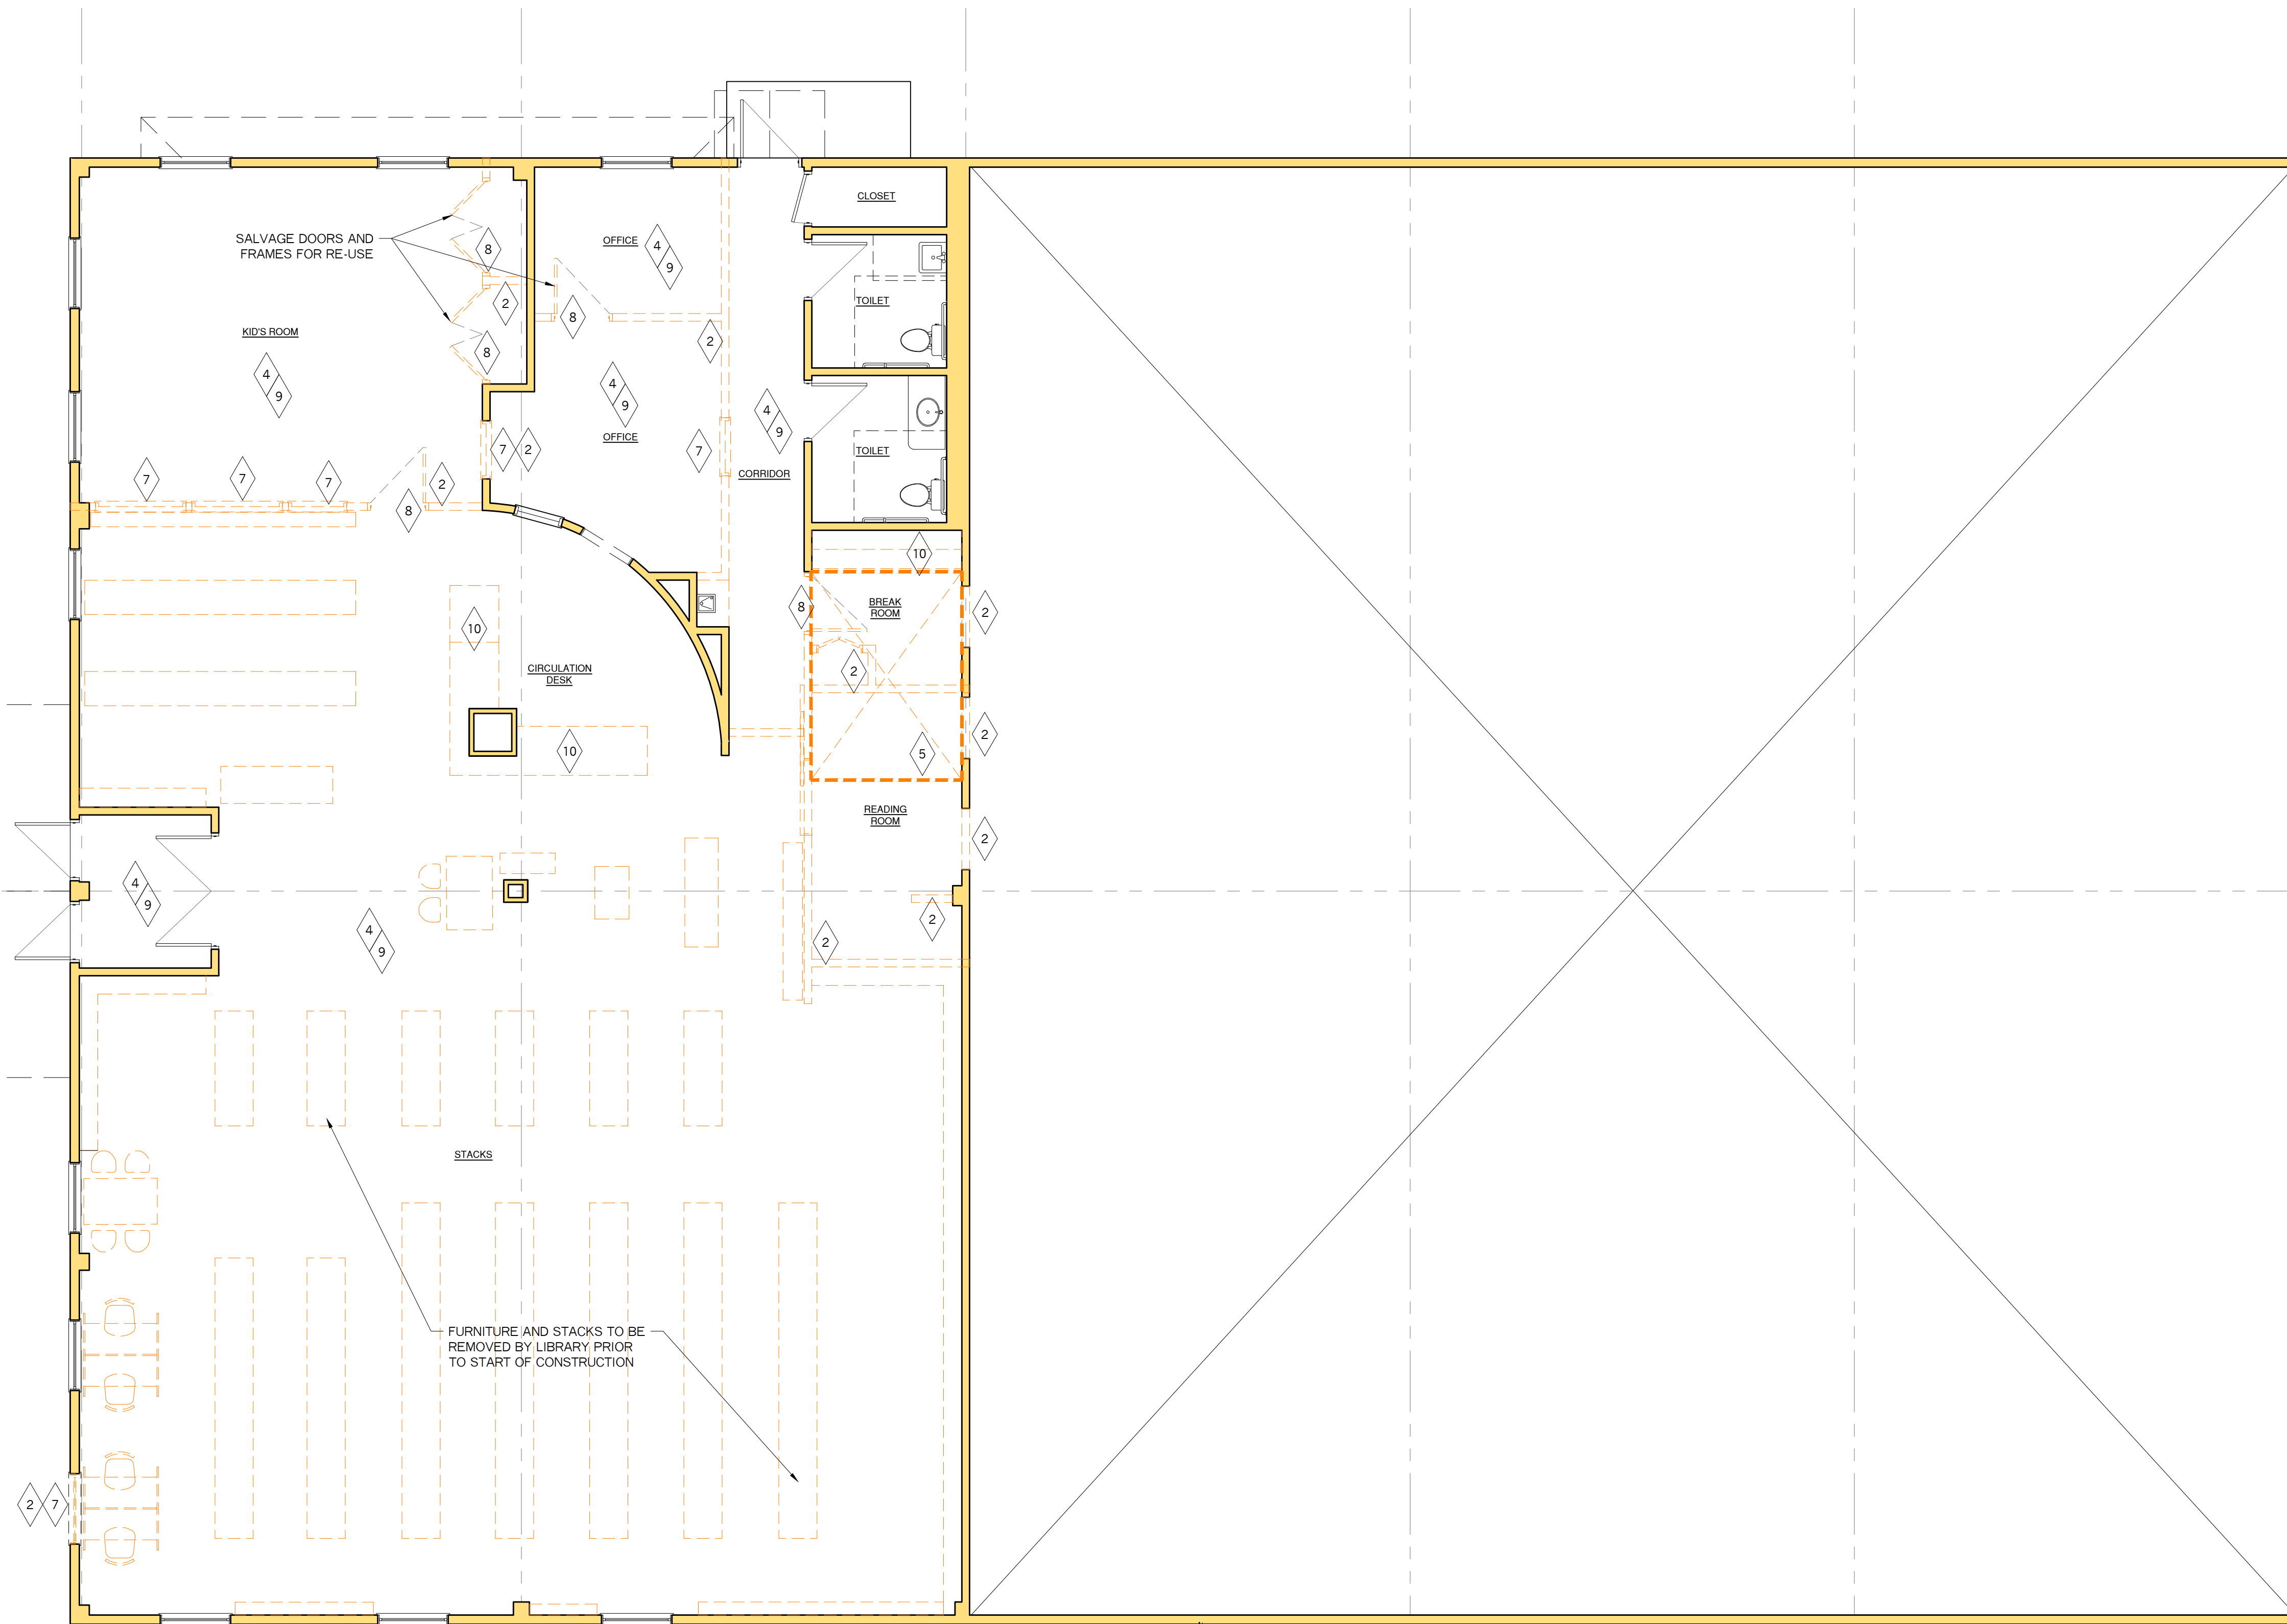 CLOSET
SALVAGE DOORS AND
FRAMES FOR RE-USE
OFFICE
4
9
8
2
8
TOILET
KID'S ROOM
2
8
4
9
4
9
4
9
OFFICE
7
2
7
TOILET
CORRIDOR
7
7
7
2
8
10
8
BREAK
ROOM
2
10
CIRCULATION
DESK
2
2
10
5
READING
ROOM
2
4
9
4
9
2
2
STACKS
FURNITURE AND STACKS TO BE
REMOVED BY LIBRARY PRIOR
TO START OF CONSTRUCTION
2
7